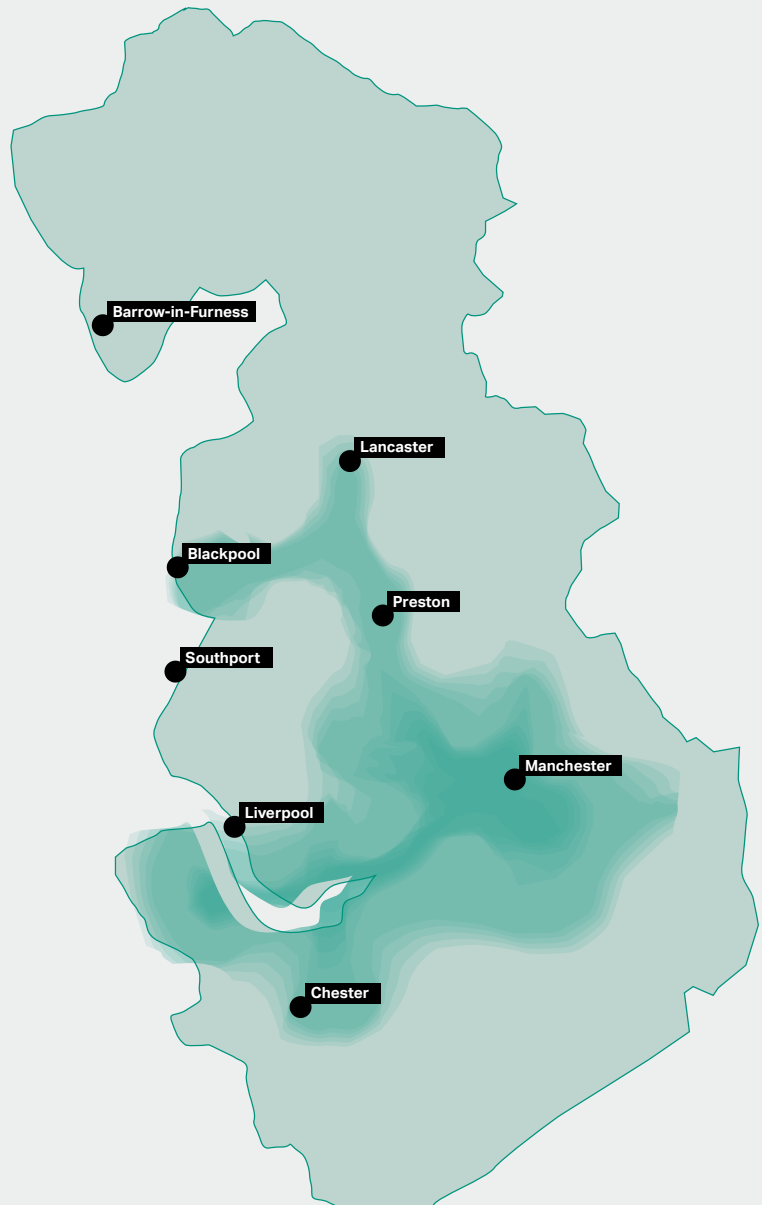 Barrow-in-Furness
Lancaster
Blackpool
Preston
Southport
Manchester
Liverpool
Chester